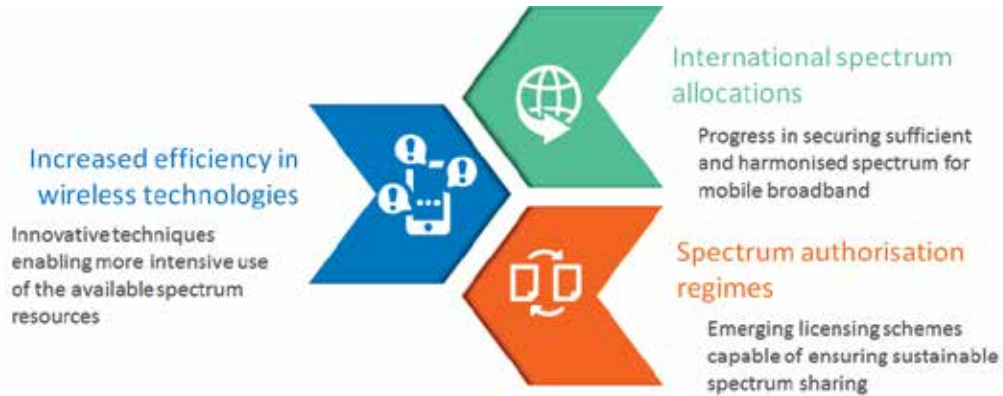 Increased efficiency in
wireless technologies
Innovative techniques
enabling more intensive use
of the available spectrum
resources
International spectrum
allocations
Progress in securing sufficient
and harmonised spectrum for
mobile broadband
Spectrum authorisation
regimes
Emerging licensing schemes
capable of ensuring sustainable
spectrum sharing